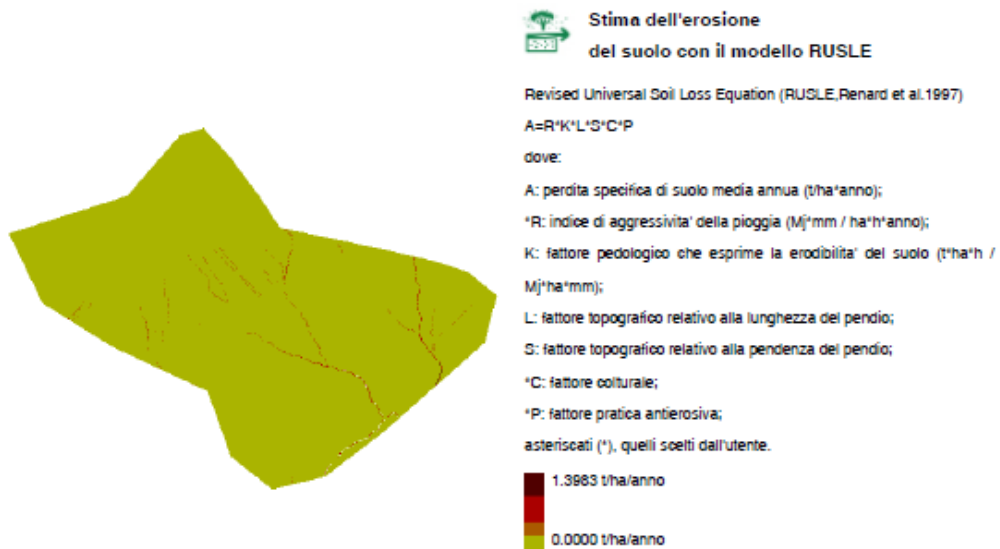 Stima dell'erosione
del suolo con il modello RUSLE
Revised Universal Soil Loss Equation (RUSLE,Renard et al.1997)
A=R*K*L*S*C*P
dove:
A: perdita specifica di suolo media annua (t/ha*anno);
*R: indice di aggressivita' della pioggia (Mj*mm / ha*h*anno);
K: fattore pedologico che esprime la erodibilita' del suolo (t*ha*h /
Mj*ha*mm);
L: fattore topografico relativo alla lunghezza del pendio;
S: fattore topografico relativo alla pendenza del pendio;
*C: fattore colturale;
*P: fattore pratica antierosiva;
asteriscati (*), quelli scelti dall'utente.
1.3983 t/ha/anno
0.0000 t/ha/anno